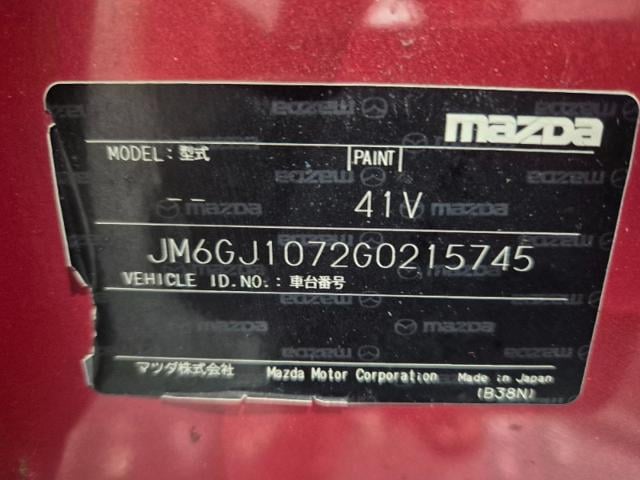 mazda
MODEL: 型式 PAINT
-- 41V
JM6GJ1072G0215745
VEHICLE ID.NO.: 車台番号
マツダ株式会社 Mazda Motor Corporation Made in Japan
(B38N)